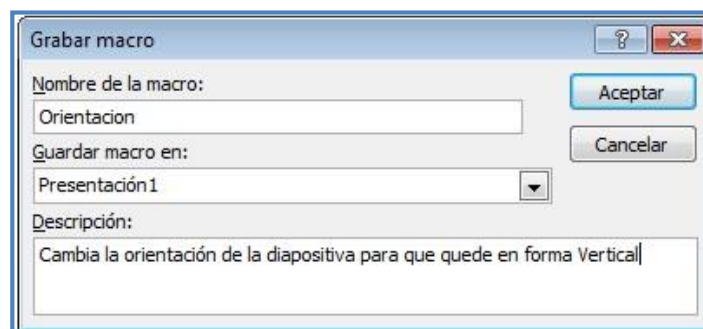 Grabar macro
Nombre de la macro:
Aceptar
Orientacion
Cancelar
Guardar macro en:
Presentación1
Descripción:
Cambia la orientación de la diapositiva para que quede en forma Vertical